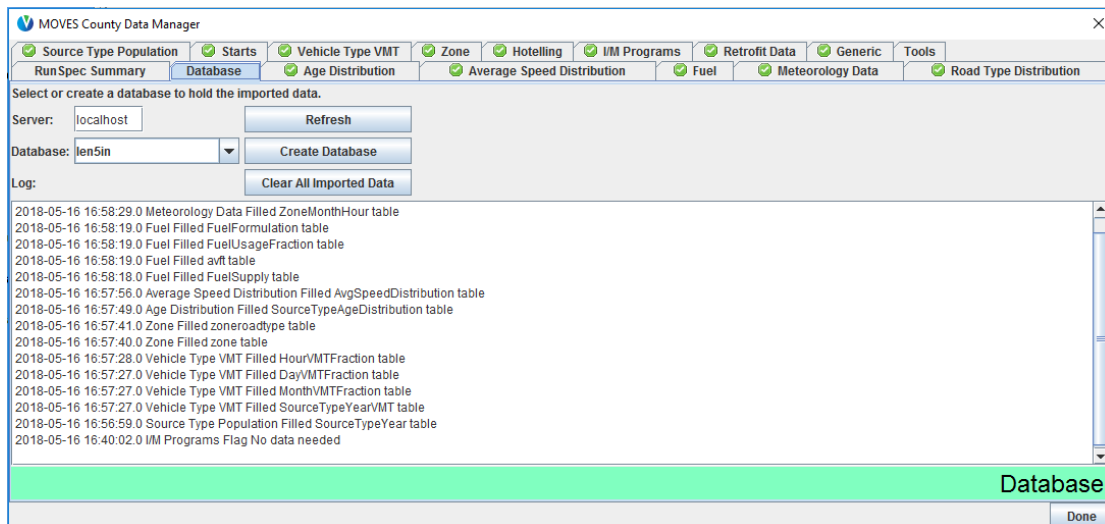 MOVES County Data Manager
Source Type Population Starts Vehicle Type VMT Zone Hotelling I/M Programs Retrofit Data Generic Tools
RunSpec Summary Database Age Distribution Average Speed Distribution Fuel Meteorology Data Road Type Distribution
Select or create a database to hold the imported data.
Server: localhost Refresh
Database: len5in Create Database
Log: Clear All Imported Data
2018-05-16 16:58:29.0 Meteorology Data Filled ZoneMonthHour table
2018-05-16 16:58:19.0 Fuel Filled FuelFormulation table
2018-05-16 16:58:19.0 Fuel Filled FuelUsageFraction table
2018-05-16 16:58:19.0 Fuel Filled avft table
2018-05-16 16:58:18.0 Fuel Filled FuelSupply table
2018-05-16 16:57:56.0 Average Speed Distribution Filled AvgSpeedDistribution table
2018-05-16 16:57:49.0 Age Distribution Filled SourceTypeAgeDistribution table
2018-05-16 16:57:41.0 Zone Filled zoneroadtype table
2018-05-16 16:57:40.0 Zone Filled zone table
2018-05-16 16:57:28.0 Vehicle Type VMT Filled HourVMTFraction table
2018-05-16 16:57:27.0 Vehicle Type VMT Filled DayVMTFraction table
2018-05-16 16:57:27.0 Vehicle Type VMT Filled MonthVMTFraction table
2018-05-16 16:57:27.0 Vehicle Type VMT Filled SourceTypeYearVMT table
2018-05-16 16:56:59.0 Source Type Population Filled SourceTypeYear table
2018-05-16 16:40:02.0 I/M Programs Flag No data needed
Database
Done